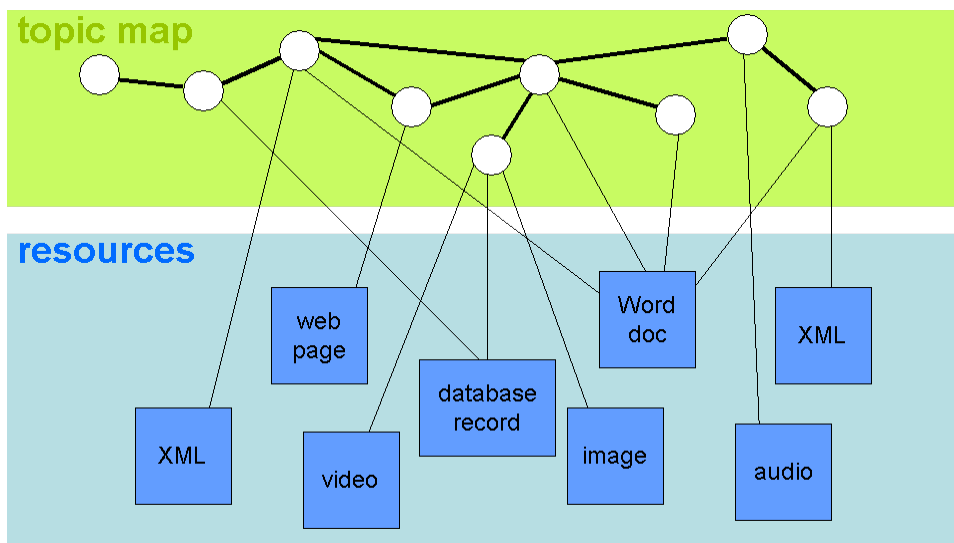 topic map
resources
web
page
Word
doc
XML
database
record
XML
video
image
audio